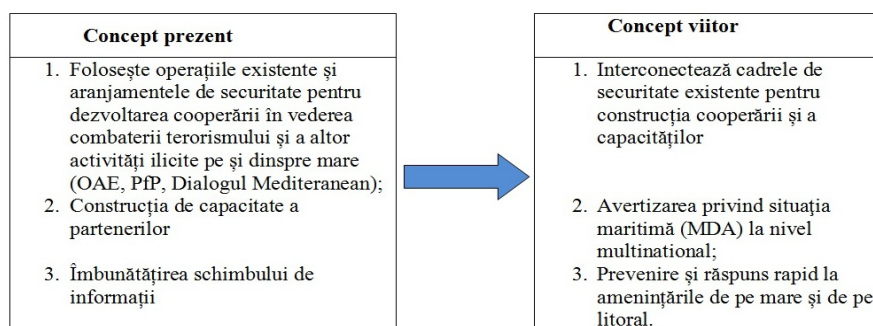 Concept prezent
1. Folosește operațiile existente și
aranjamentele de securitate pentru
dezvoltarea cooperării în vederea
combaterii terorismului și a altor
activități ilicite pe și dinspre mare
(OAE, PfP, Dialogul Mediteranean);
2. Construcția de capacitate a
partenerilor
3. Îmbunătățirea schimbului de
informații
Concept viitor
1. Interconectează cadrele de
securitate existente pentru
construcția cooperării și a
capacităților
2. Avertizarea privind situaţia
maritimă (MDA) la nivel
multinational;
3. Prevenire și răspuns rapid la
amenințările de pe mare și de pe
litoral.